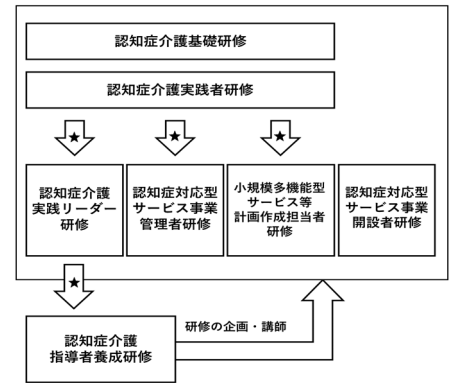 認知症介護基礎研修
認知症介護実践者研修
★
★
★
認知症介護
実践リーダー
研修
認知症対応型
サービス事業
管理者研修
小規模多機能型
サービス等
計画作成担当者
研修
認知症対応型
サービス事業
開設者研修
★
認知症介護
指導者養成研修
研修の企画・講師